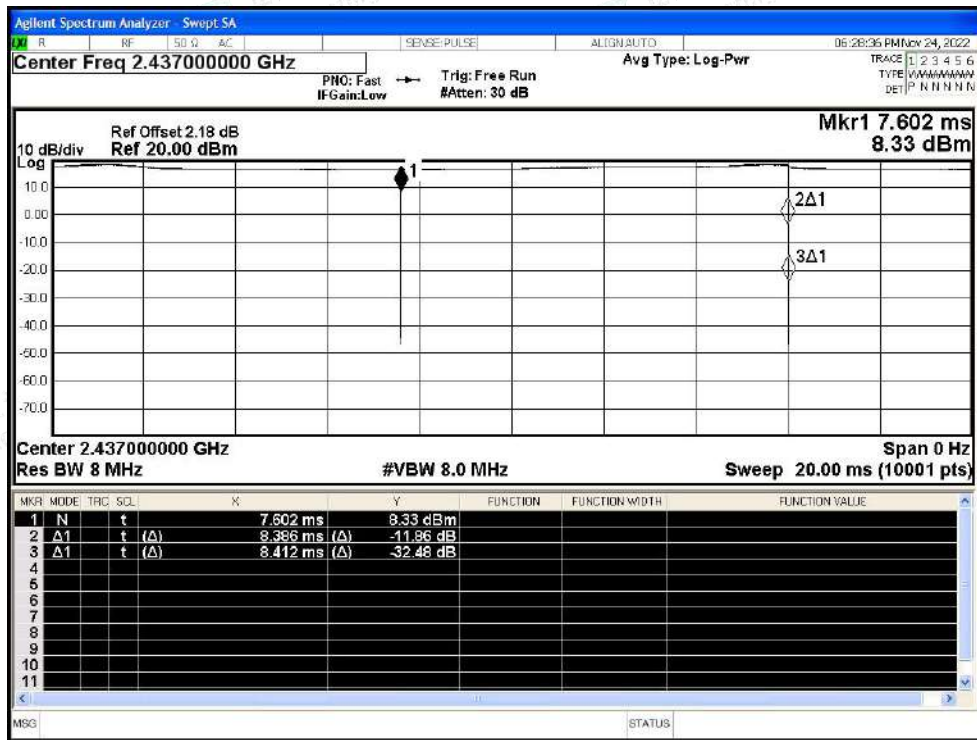 Agilent Spectrum Analyzer - Swept SA
LXI R RF 50 Ω AC SENSE:PULSE ALIGN AUTO 06:28:36 PM Nov 24, 2022
Center Freq 2.437000000 GHz Avg Type: Log-Pwr TRACE 1 2 3 4 5 6
PNO: Fast Trig: Free Run TYPE
IFGain:Low #Atten: 30 dB DET P N N N N N
Mkr1 7.602 ms
Ref Offset 2.18 dB
10 dB/div Ref 20.00 dBm 8.33 dBm
Log
1
10.0
2Δ1
0.00
-10.0
3Δ1
-20.0
-30.0
-40.0
-50.0
-60.0
-70.0
Center 2.437000000 GHz Span 0 Hz
Res BW 8 MHz #VBW 8.0 MHz Sweep 20.00 ms (10001 pts)
MKR MODE TRC SCL X Y FUNCTION FUNCTION WIDTH FUNCTION VALUE
1 N t 7.602 ms 8.33 dBm
2 Δ1 t (Δ) 8.386 ms (Δ) -11.86 dB
3 Δ1 t (Δ) 8.412 ms (Δ) -32.48 dB
4
5
6
7
8
9
10
11
MSG STATUS